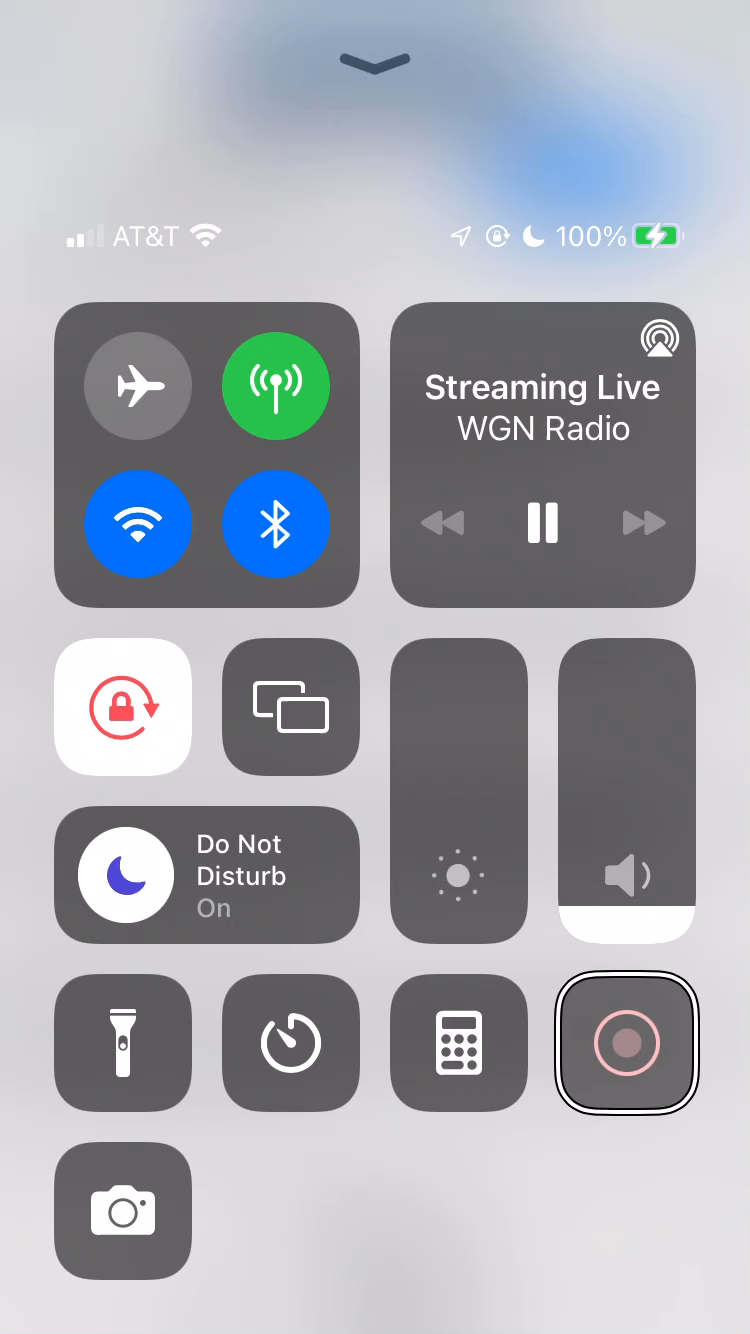 AT&T
100%
Streaming Live
WGN Radio
Do Not
Disturb
On